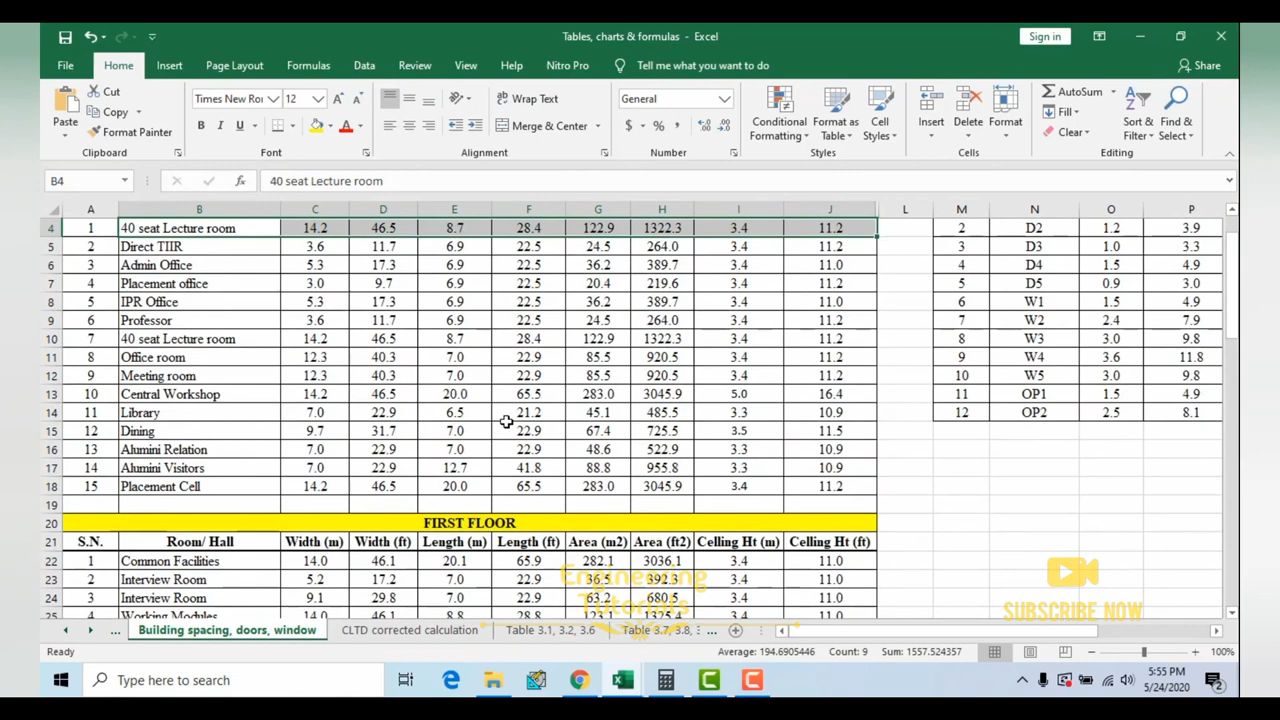 Tables, charts & formulas - Excel
Sign in
File Home Insert Page Layout Formulas Data Review View Help Nitro Pro Tell me what you want to do Share
Paste Cut Copy Format Painter Clipboard
Times New Ro 12 B I U Font
Wrap Text Merge & Center Alignment
General $ % Number
Conditional Formatting Format as Table Cell Styles Styles
Insert Delete Format Cells
AutoSum Fill Clear Sort & Filter Find & Select Editing
B4 fx 40 seat Lecture room
A B C D E F G H I J L M N O P
4 1 40 seat Lecture room 14.2 46.5 8.7 28.4 122.9 1322.3 3.4 11.2 2 D2 1.2 3.9
5 2 Direct TIIR 3.6 11.7 6.9 22.5 24.5 264.0 3.4 11.2 3 D3 1.0 3.3
6 3 Admin Office 5.3 17.3 6.9 22.5 36.2 389.7 3.4 11.0 4 D4 1.5 4.9
7 4 Placement office 3.0 9.7 6.9 22.5 20.4 219.6 3.4 11.2 5 D5 0.9 3.0
8 5 IPR Office 5.3 17.3 6.9 22.5 36.2 389.7 3.4 11.0 6 W1 1.5 4.9
9 6 Professor 3.6 11.7 6.9 22.5 24.5 264.0 3.4 11.2 7 W2 2.4 7.9
10 7 40 seat Lecture room 14.2 46.5 8.7 28.4 122.9 1322.3 3.4 11.2 8 W3 3.0 9.8
11 8 Office room 12.3 40.3 7.0 22.9 85.5 920.5 3.4 11.2 9 W4 3.6 11.8
12 9 Meeting room 12.3 40.3 7.0 22.9 85.5 920.5 3.4 11.2 10 W5 3.0 9.8
13 10 Central Workshop 14.2 46.5 20.0 65.5 283.0 3045.9 5.0 16.4 11 OP1 1.5 4.9
14 11 Library 7.0 22.9 6.5 21.2 45.1 485.5 3.3 10.9 12 OP2 2.5 8.1
15 12 Dining 9.7 31.7 7.0 22.9 67.4 725.5 3.5 11.5
16 13 Alumini Relation 7.0 22.9 7.0 22.9 48.6 522.9 3.3 10.9
17 14 Alumini Visitors 7.0 22.9 12.7 41.8 88.8 955.8 3.3 10.9
18 15 Placement Cell 14.2 46.5 20.0 65.5 283.0 3045.9 3.4 11.2
19
20 FIRST FLOOR
21 S.N. Room/ Hall Width (m) Width (ft) Length (m) Length (ft) Area (m2) Area (ft2) Celling Ht (m) Celling Ht (ft)
22 1 Common Facilities 14.0 46.1 20.1 65.9 282.1 3036.1 3.4 11.0
23 2 Interview Room 5.2 17.2 7.0 22.9 36.5 392.3 3.4 11.0
24 3 Interview Room 9.1 29.8 7.0 22.9 63.2 680.5 3.4 11.0
25 4 Working Modules 14.0 46.1 8.8 28.8 1325.4 3.4 11.0
Engineering
Tutorials
SUBSCRIBE NOW
... Building spacing, doors, window CLTD corrected calculation Table 3.1, 3.2, 3.6 Table 3.7, 3.8, ...
Ready Average: 194.6905446 Count: 9 Sum: 1557.524357 100%
Type here to search
5:55 PM
5/24/2020
2